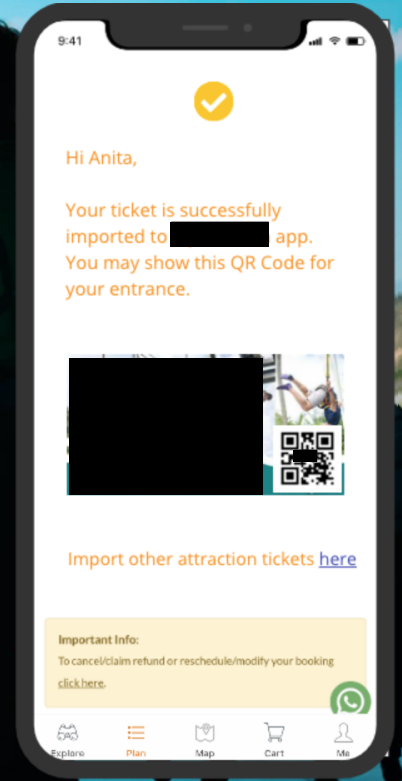 9:41
Hi Anita,
Your ticket is successfully
imported to app.
You may show this QR Code for
your entrance.
Import other attraction tickets here
Important Info:
To cancel/claim refund or reschedule/modify your booking
click here.
Explore
Plan
Map
Cart
Me